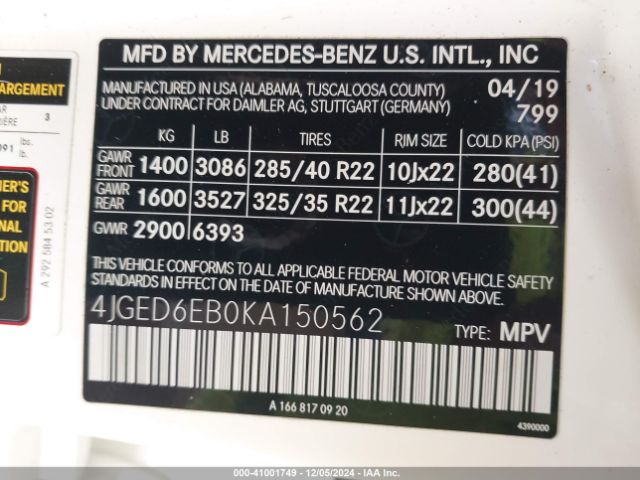 ARGEMENT
3
091 lbs.
lb.
A 292 584 53 02
MFD BY MERCEDES-BENZ U.S. INTL., INC
MANUFACTURED IN USA (ALABAMA, TUSCALOOSA COUNTY) 04/19
UNDER CONTRACT FOR DAIMLER AG, STUTTGART (GERMANY) 799
KG LB TIRES RIM SIZE COLD KPA (PSI)
GAWR FRONT 1400 3086 285/40 R22 10Jx22 280(41)
GAWR REAR 1600 3527 325/35 R22 11Jx22 300(44)
GVWR 2900 6393
THIS VEHICLE CONFORMS TO ALL APPLICABLE FEDERAL MOTOR VEHICLE SAFETY
STANDARDS IN EFFECT ON THE DATE OF MANUFACTURE SHOWN ABOVE.
4JGED6EB0KA150562
TYPE: MPV
A 166 817 09 20
4390000
000-41001749 - 12/05/2024 - IAA Inc.